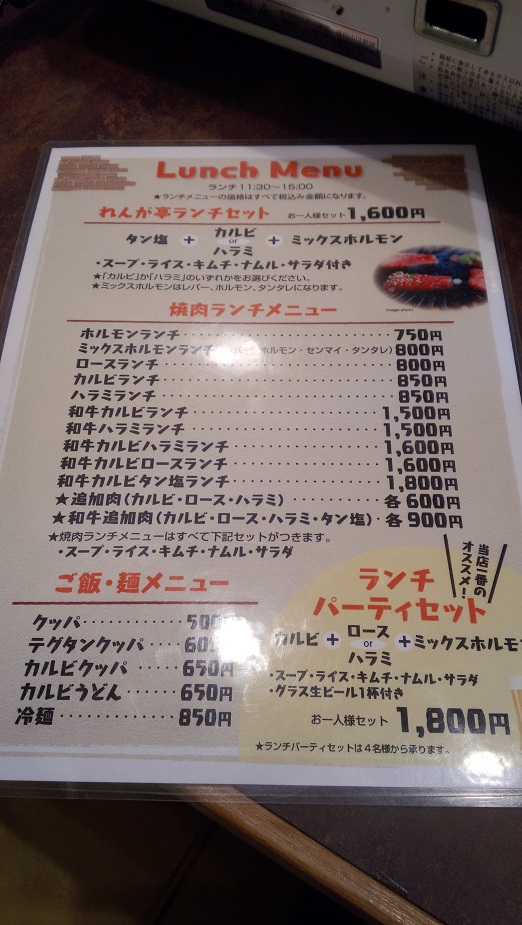 Lunch Menu
ランチ 11:30〜15:00
★ランチメニューの価格はすべて税込み金額になります。
れんが亭ランチセット お一人様セット 1,600円
タン塩 + カルビ or ハラミ + ミックスホルモン
・スープ・ライス・キムチ・ナムル・サラダ付き
★「カルビ」か「ハラミ」のいずれかをお選びください。
★ミックスホルモンはレバー、ホルモン、タンタレになります。
image photo
焼肉ランチメニュー
ホルモンランチ 750円
ミックスホルモンランチ ホルモン・センマイ・タンタレ) 800円
ロースランチ 800円
カルビランチ 850円
ハラミランチ 850円
和牛カルビランチ 1,500円
和牛ハラミランチ 1,500円
和牛カルビハラミランチ 1,600円
和牛カルビロースランチ 1,600円
和牛カルビタン塩ランチ 1,800円
★追加肉(カルビ・ロース・ハラミ) 各600円
★和牛追加肉(カルビ・ロース・ハラミ・タン塩) 各900円
★焼肉ランチメニューはすべて下記セットがつきます。
・スープ・ライス・キムチ・ナムル・サラダ
ご飯・麺メニュー
クッパ 500円
テグタンクッパ
カルビクッパ 650円
カルビうどん 650円
冷麺 850円
当店一番のオススメ!
ランチ
パーティセット
カルビ + ロース or ハラミ + ミックスホルモン
・スープ・ライス・キムチ・ナムル・サラダ
・グラス生ビール1杯付き
お一人様セット 1,800円
★ランチパーティセットは4名様から承ります。